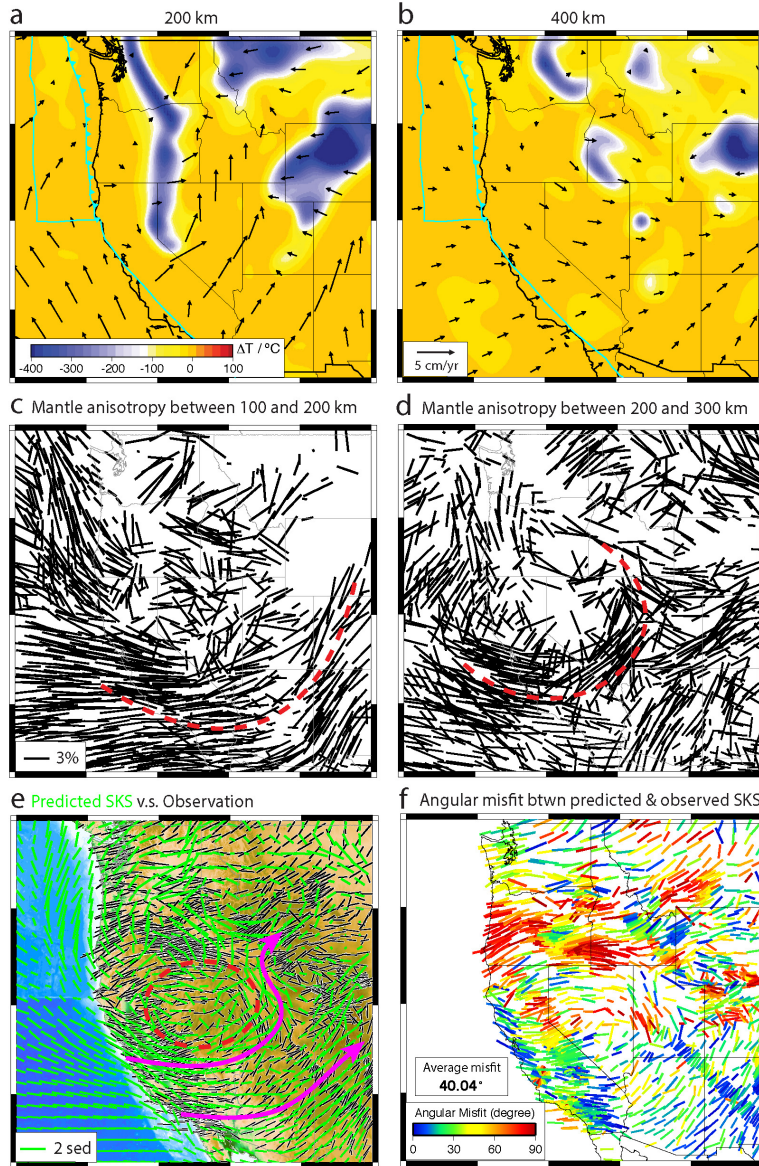 a
200 km
b
400 km
ΔT / °C
-400 -300 -200 -100 0 100
5 cm/yr
c Mantle anisotropy between 100 and 200 km
d Mantle anisotropy between 200 and 300 km
3%
e Predicted SKS v.s. Observation
f Angular misfit btwn predicted & observed SKS
2 sed
Average misfit
40.04°
Angular Misfit (degree)
0 30 60 90